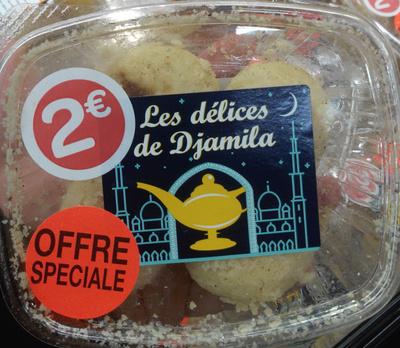 2€
Les délices
de Djamila
OFFRE
SPECIALE